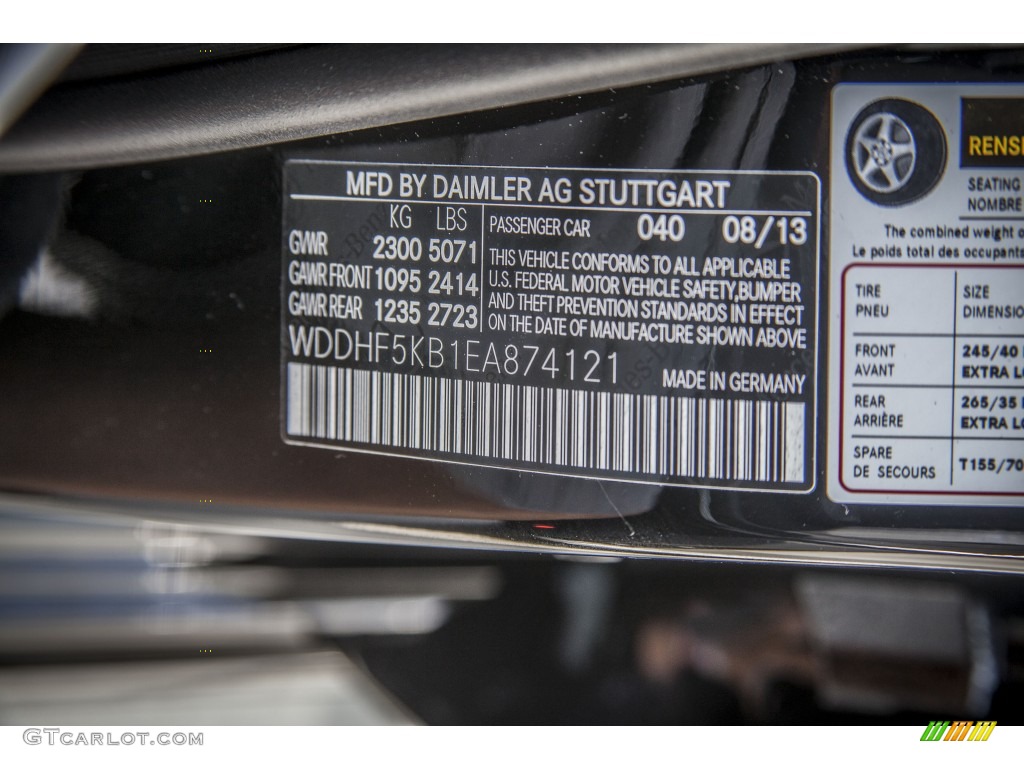 MFD BY DAIMLER AG STUTTGART
KG LBS
GVWR 2300 5071
GAWR FRONT 1095 2414
GAWR REAR 1235 2723
PASSENGER CAR 040 08/13
THIS VEHICLE CONFORMS TO ALL APPLICABLE
U.S. FEDERAL MOTOR VEHICLE SAFETY,BUMPER
AND THEFT PREVENTION STANDARDS IN EFFECT
ON THE DATE OF MANUFACTURE SHOWN ABOVE
WDDHF5KB1EA874121
MADE IN GERMANY
RENSE
SEATING
NOMBRE
The combined weight o
Le poids total des occupants
TIRE SIZE
PNEU DIMENSIO
FRONT 245/40
AVANT EXTRA LO
REAR 265/35
ARRIÈRE EXTRA LO
SPARE
DE SECOURS T155/70
GTCARLOT.COM